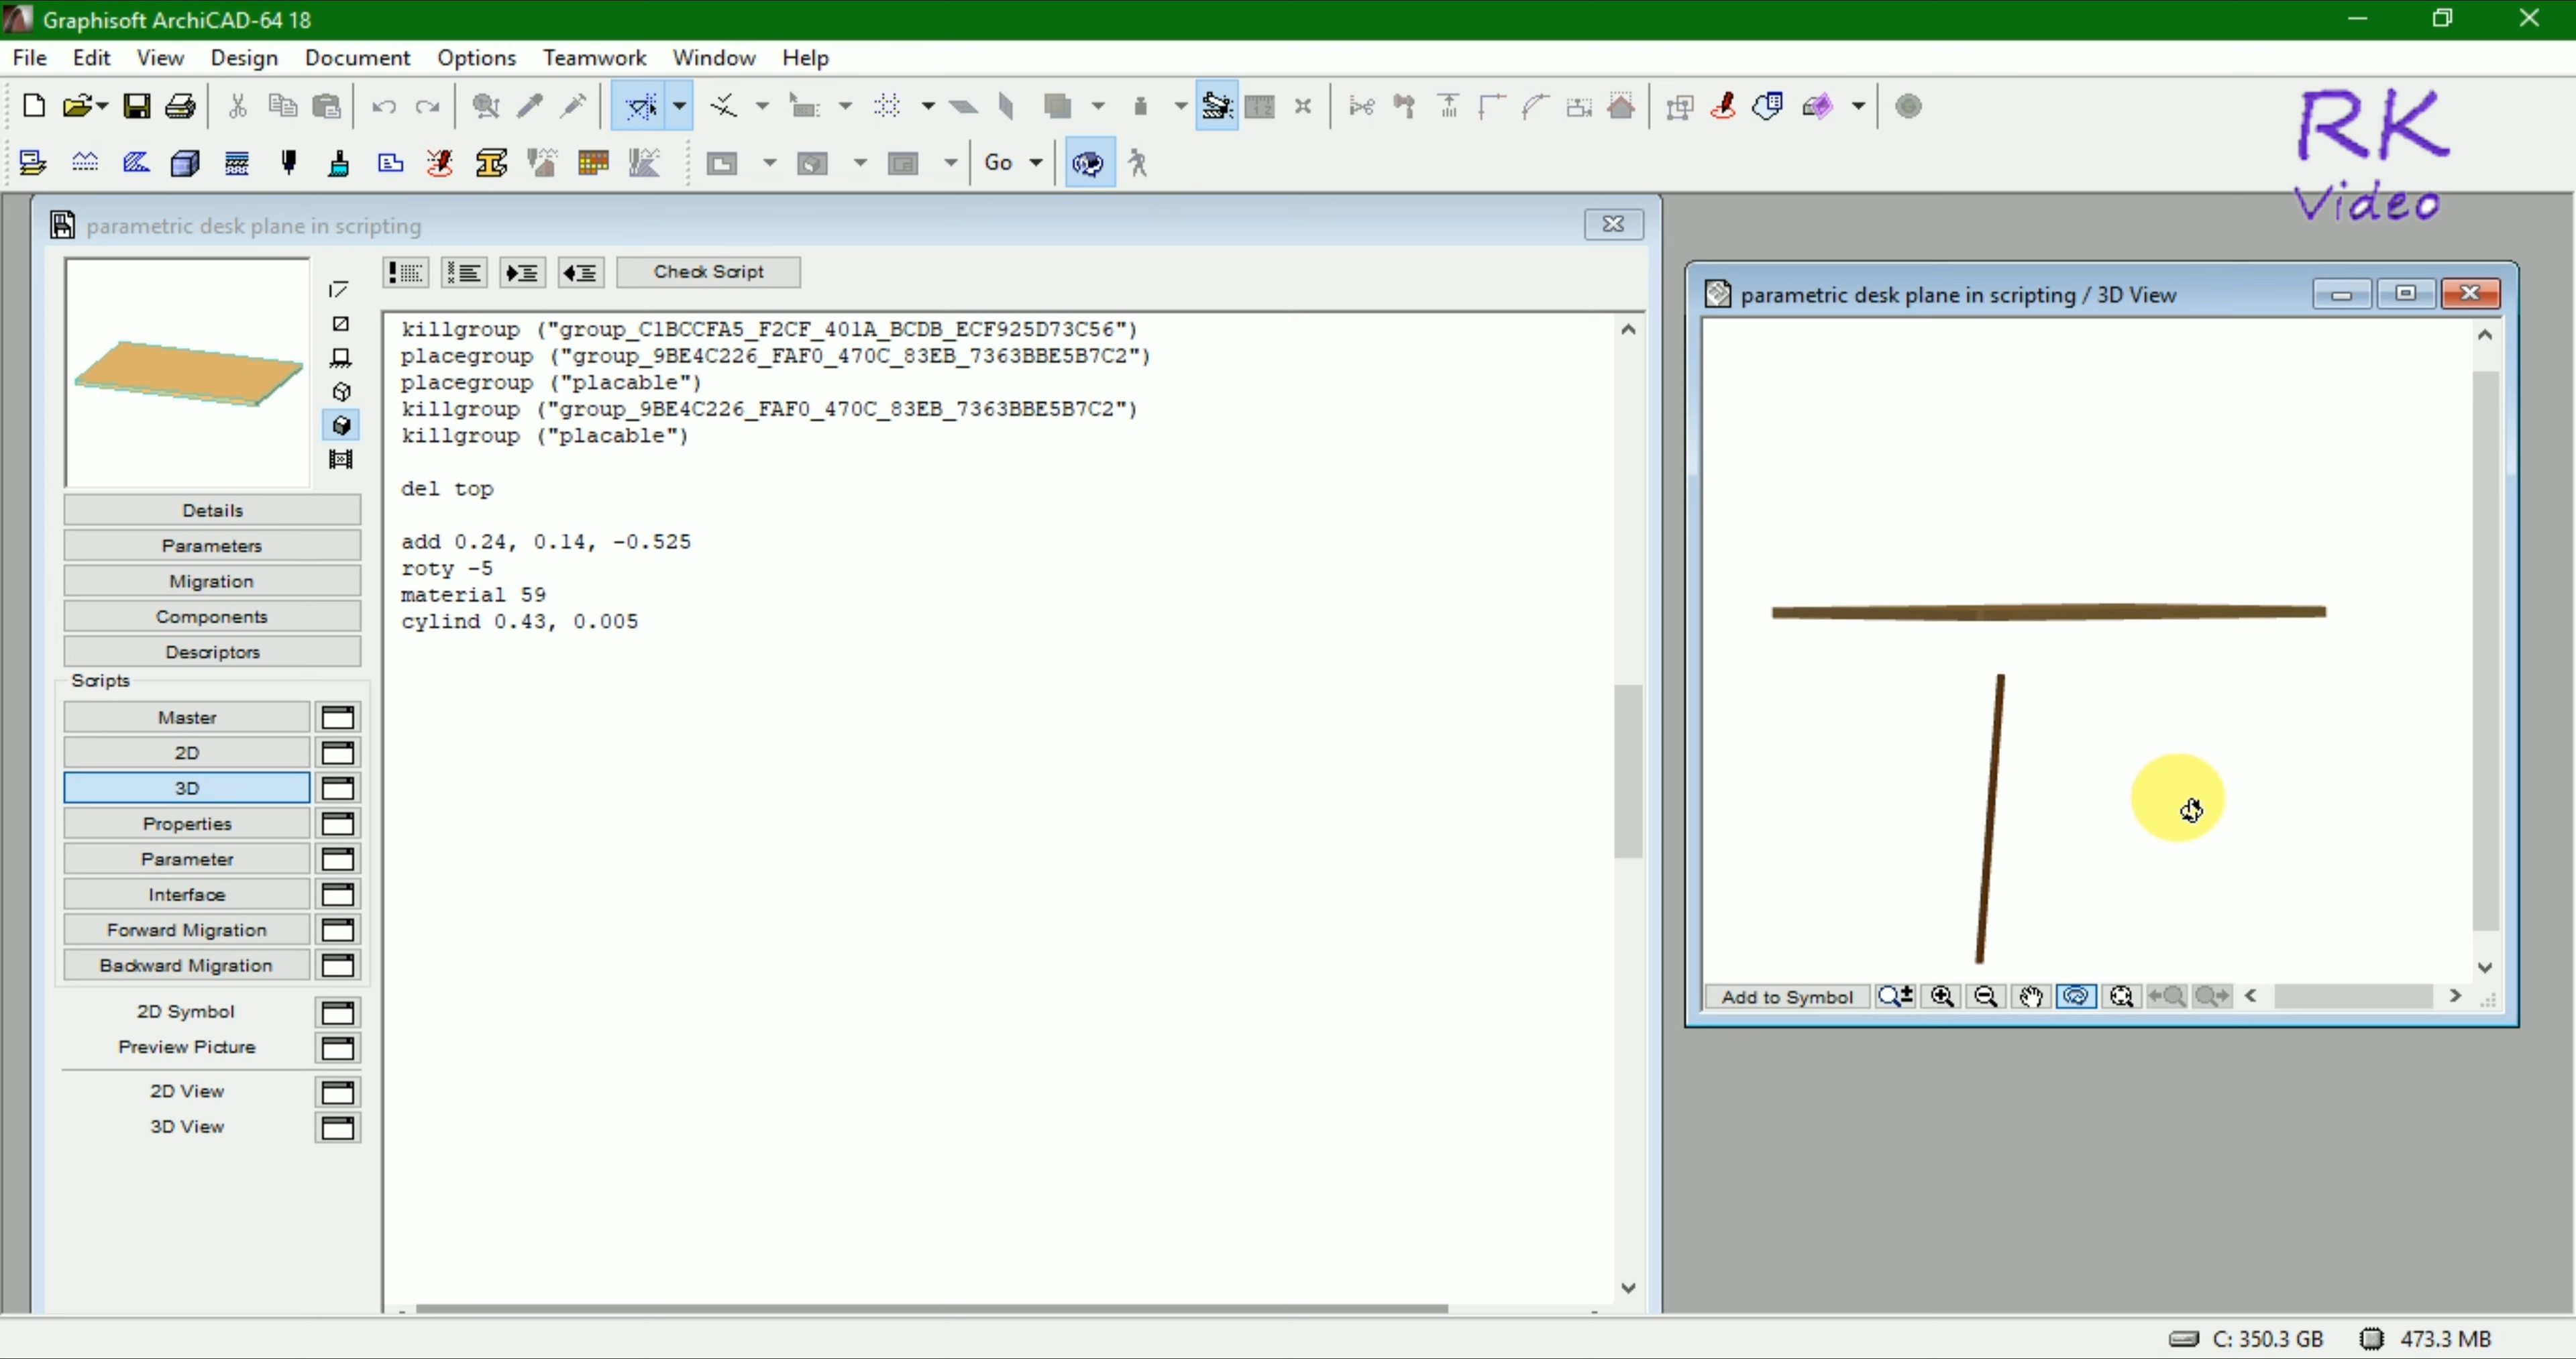 Graphisoft ArchiCAD-64 18
File Edit View Design Document Options Teamwork Window Help
Go
RK
Video
parametric desk plane in scripting
Check Script
killgroup ("group_C1BCCFA5_F2CF_401A_BCDB_ECF925D73C56")
placegroup ("group_9BE4C226_FAF0_470C_83EB_7363BBE5B7C2")
placegroup ("placable")
killgroup ("group_9BE4C226_FAF0_470C_83EB_7363BBE5B7C2")
killgroup ("placable")
del top
add 0.24, 0.14, -0.525
roty -5
material 59
cylind 0.43, 0.005
Details
Parameters
Migration
Components
Descriptors
Scripts
Master
2D
3D
Properties
Parameter
Interface
Forward Migration
Backward Migration
2D Symbol
Preview Picture
2D View
3D View
parametric desk plane in scripting / 3D View
Add to Symbol
C: 350.3 GB 473.3 MB